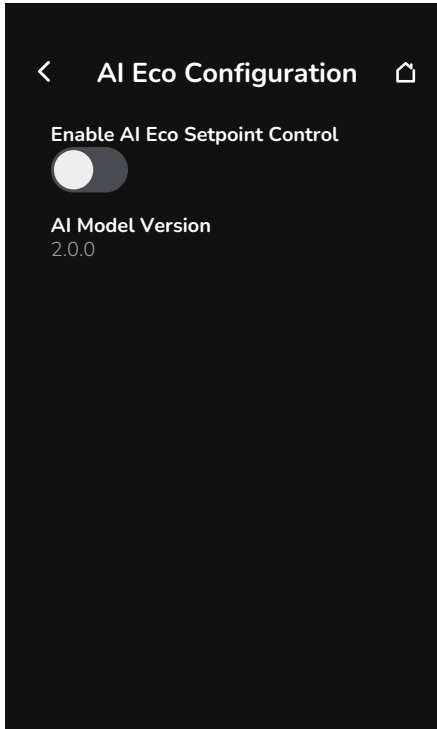 AI Eco Configuration
Enable AI Eco Setpoint Control
AI Model Version
2.0.0